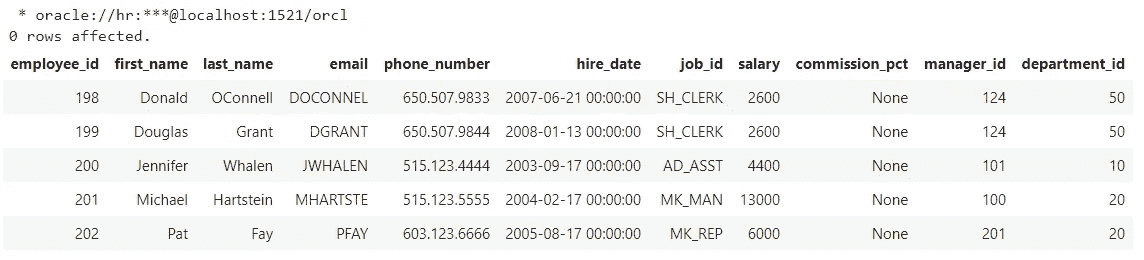 * oracle://hr:***@localhost:1521/orcl
0 rows affected.
employee_id first_name last_name email phone_number hire_date job_id salary commission_pct manager_id department_id
198 Donald OConnell DOCONNEL 650.507.9833 2007-06-21 00:00:00 SH_CLERK 2600 None 124 50
199 Douglas Grant DGRANT 650.507.9844 2008-01-13 00:00:00 SH_CLERK 2600 None 124 50
200 Jennifer Whalen JWHALEN 515.123.4444 2003-09-17 00:00:00 AD_ASST 4400 None 101 10
201 Michael Hartstein MHARTSTE 515.123.5555 2004-02-17 00:00:00 MK_MAN 13000 None 100 20
202 Pat Fay PFAY 603.123.6666 2005-08-17 00:00:00 MK_REP 6000 None 201 20